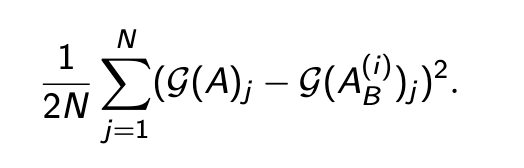 \frac{1}{2N} \sum_{j=1}^{N} (\mathcal{G}(A)_j - \mathcal{G}(A_B^{(i)})_j)^2.